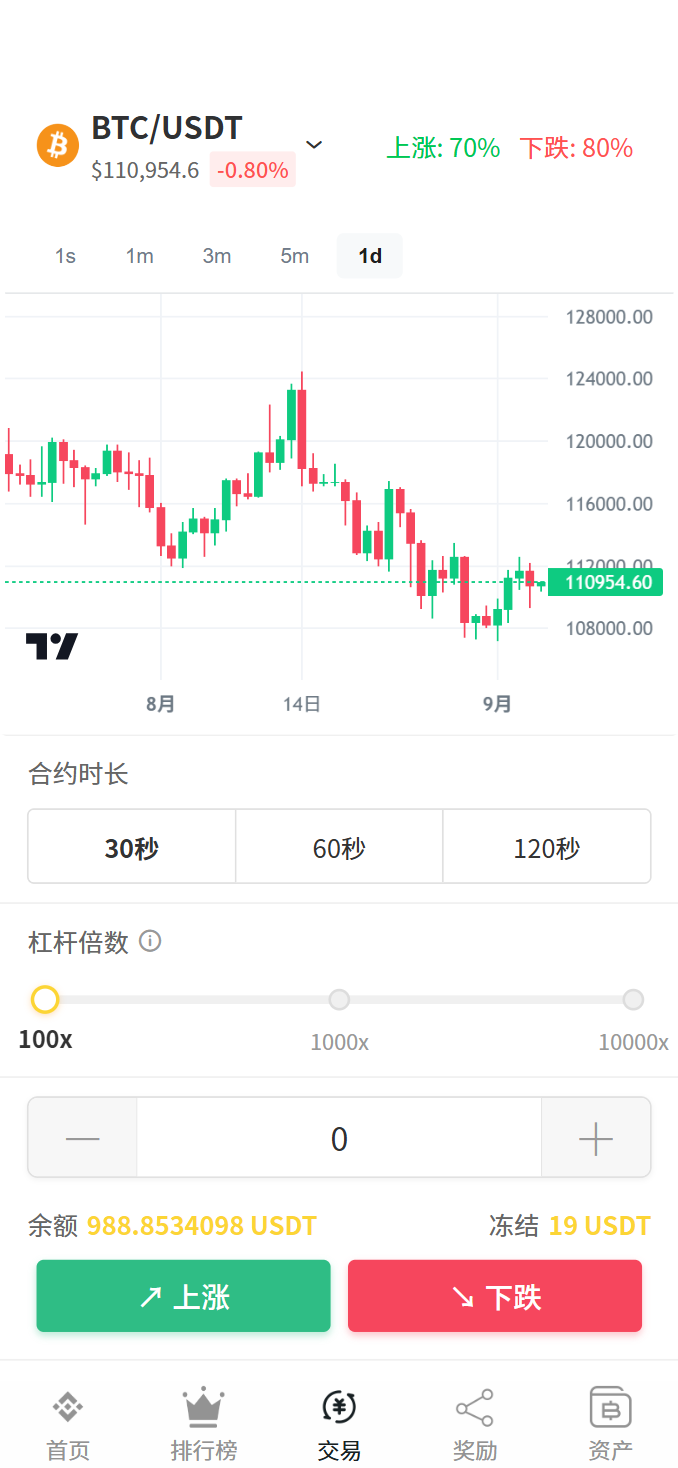 BTC/USDT
$110,954.6 -0.80%
上涨: 70% 下跌: 80%
1s 1m 3m 5m 1d
128000.00
124000.00
120000.00
116000.00
112000.00
110954.60
108000.00
8月 14日 9月
合约时长
30秒 60秒 120秒
杠杆倍数
100x 1000x 10000x
0
余额 988.8534098 USDT 冻结 19 USDT
↗ 上涨 ↘ 下跌
首页 排行榜 交易 奖励 资产